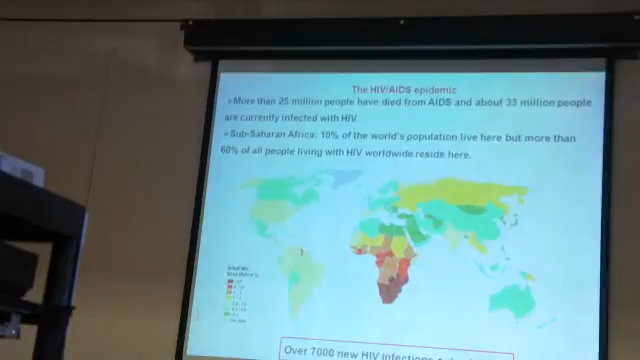 The HIV/AIDS epidemic
➢More than 25 million people have died from AIDS and about 33 million people
are currently infected with HIV.
➢Sub-Saharan Africa: 10% of the world's population live here but more than
60% of all people living with HIV worldwide reside here.
Over 7000 new HIV infections